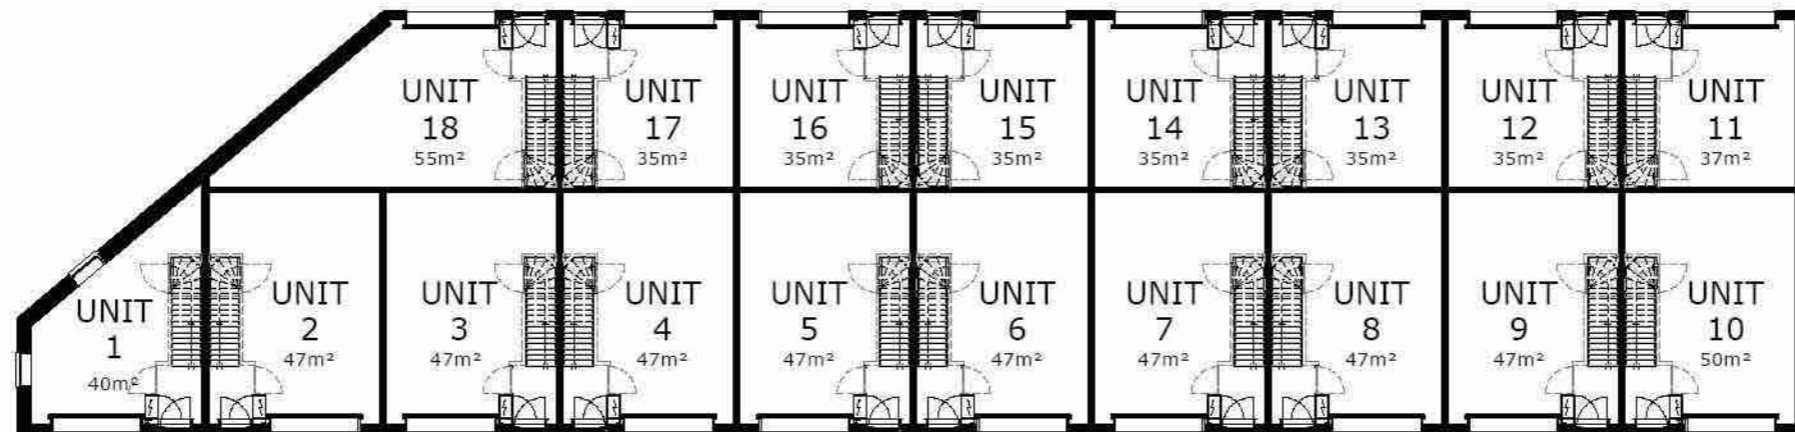 UNIT
18
55m²
UNIT
17
35m²
UNIT
16
35m²
UNIT
15
35m²
UNIT
14
35m²
UNIT
13
35m²
UNIT
12
35m²
UNIT
11
37m²
UNIT
1
40m²
UNIT
2
47m²
UNIT
3
47m²
UNIT
4
47m²
UNIT
5
47m²
UNIT
6
47m²
UNIT
7
47m²
UNIT
8
47m²
UNIT
9
47m²
UNIT
10
50m²